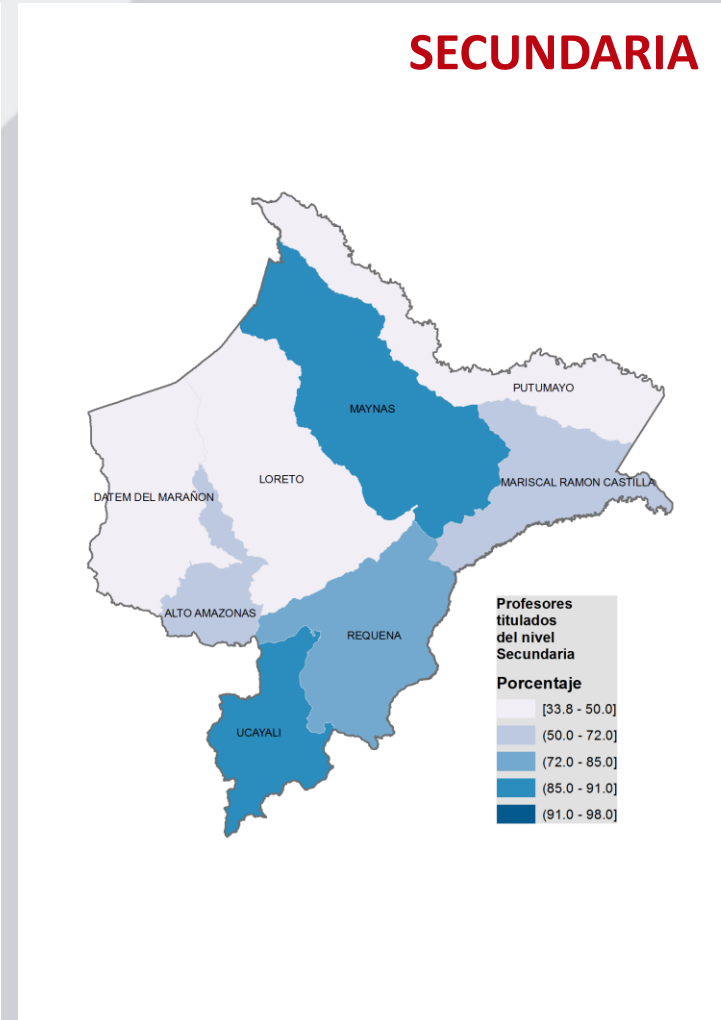 SECUNDARIA
PUTUMAYO
MAYNAS
LORETO
MARISCAL RAMON CASTILLA
DATEM DEL MARAÑON
ALTO AMAZONAS
REQUENA
UCAYALI
Profesores
titulados
del nivel
Secundaria
Porcentaje
[33.8 - 50.0]
(50.0 - 72.0]
(72.0 - 85.0]
(85.0 - 91.0]
(91.0 - 98.0]